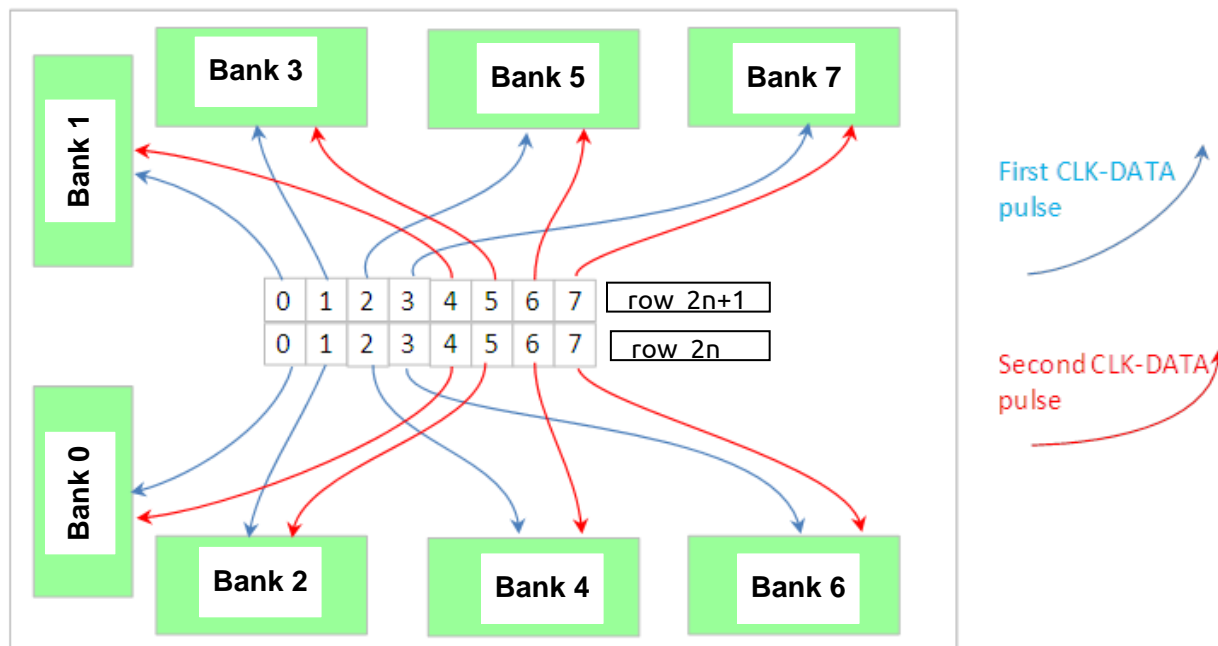 Bank 3
Bank 5
Bank 7
Bank 1
First CLK-DATA
pulse
0 1 2 3 4 5 6 7
row 2n+1
0 1 2 3 4 5 6 7
row 2n
Second CLK-DATA
pulse
Bank 0
Bank 2
Bank 4
Bank 6